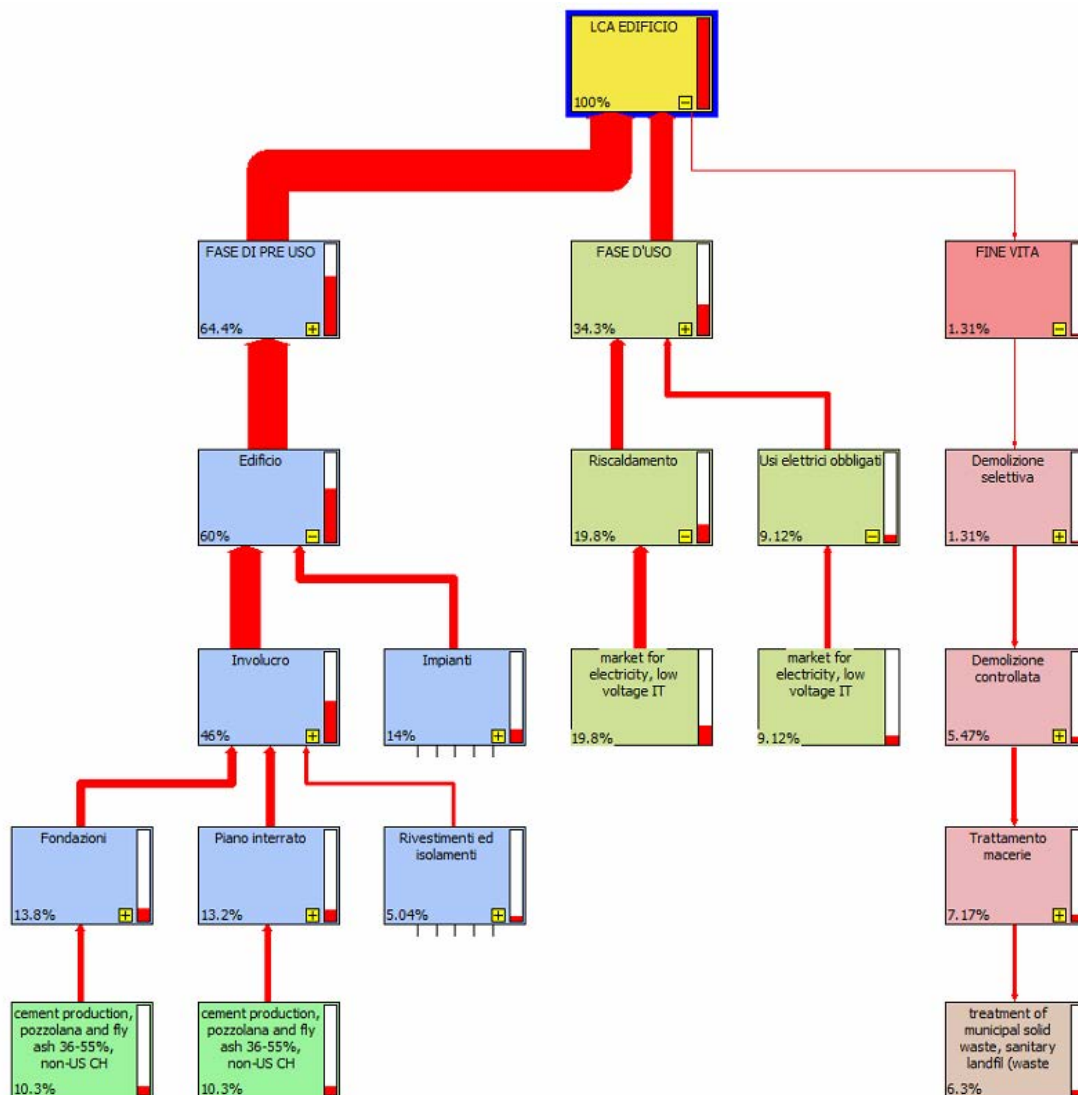 LCA EDIFICIO
100%
FASE DI PRE USO
64.4%
FASE D'USO
34.3%
FINE VITA
1.31%
Edificio
60%
Riscaldamento
19.8%
Usi elettrici obbligati
9.12%
Demolizione
selettiva
1.31%
Involucro
46%
Impianti
14%
market for
electricity, low
voltage IT
19.8%
market for
electricity, low
voltage IT
9.12%
Demolizione
controllata
5.47%
Fondazioni
13.8%
Piano interrato
13.2%
Rivestimenti ed
isolamenti
5.04%
Trattamento
macerie
7.17%
cement production,
pozzolana and fly
ash 36-55%,
non-US CH
10.3%
cement production,
pozzolana and fly
ash 36-55%,
non-US CH
10.3%
treatment of
municipal solid
waste, sanitary
landfil (waste
6.3%